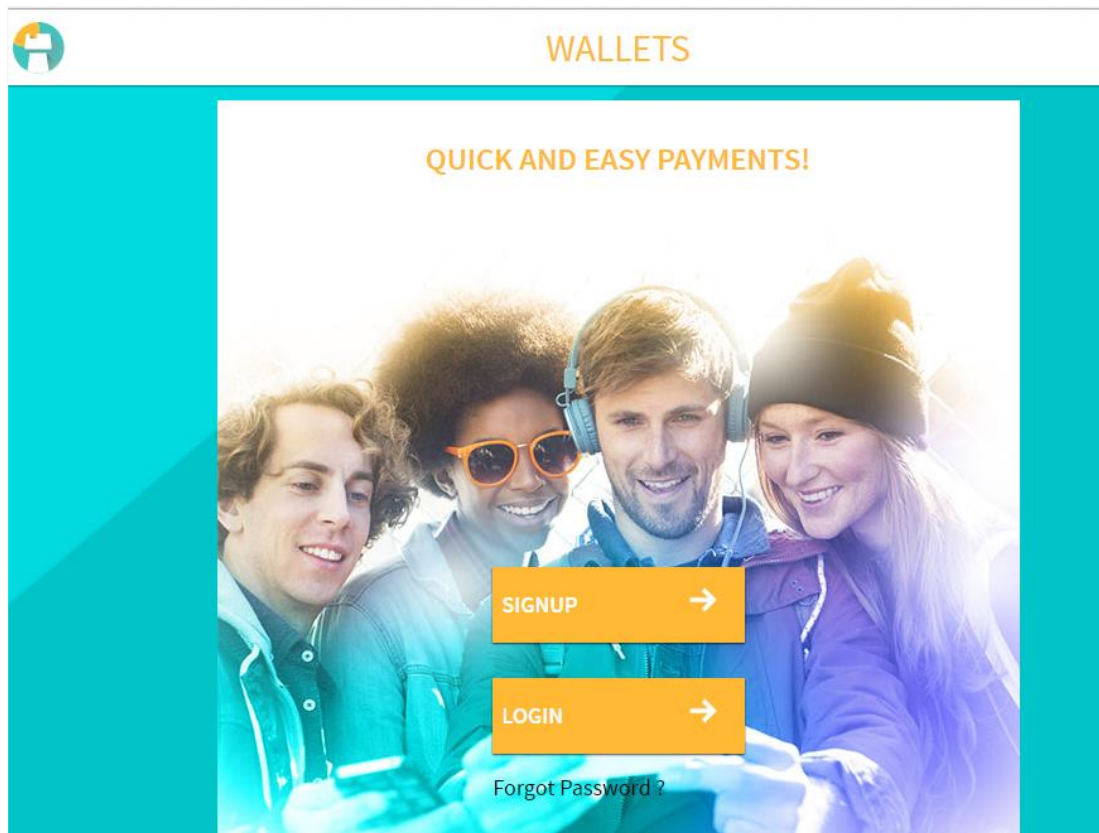 WALLETS
QUICK AND EASY PAYMENTS!
SIGNUP
LOGIN
Forgot Password ?